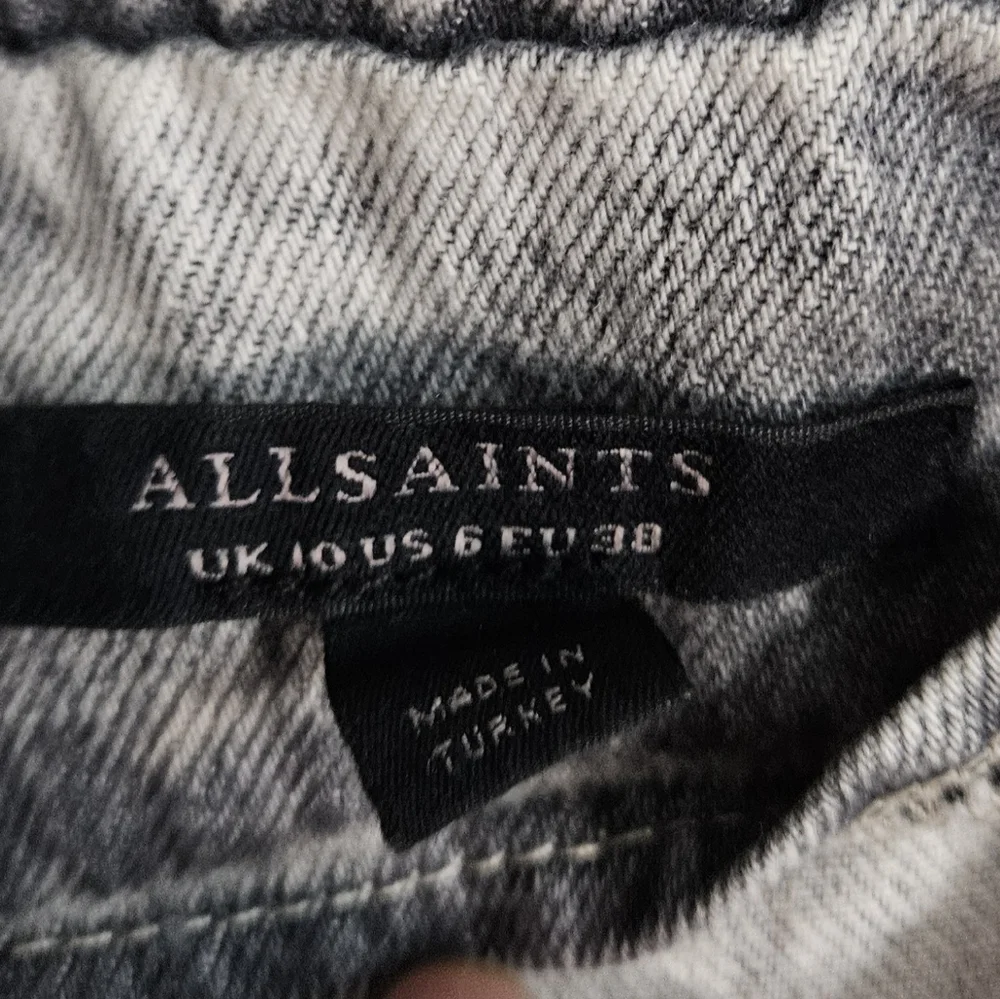 ALLSAINTS
UK 10 US 6 EU 38
MADE IN
TURKEY